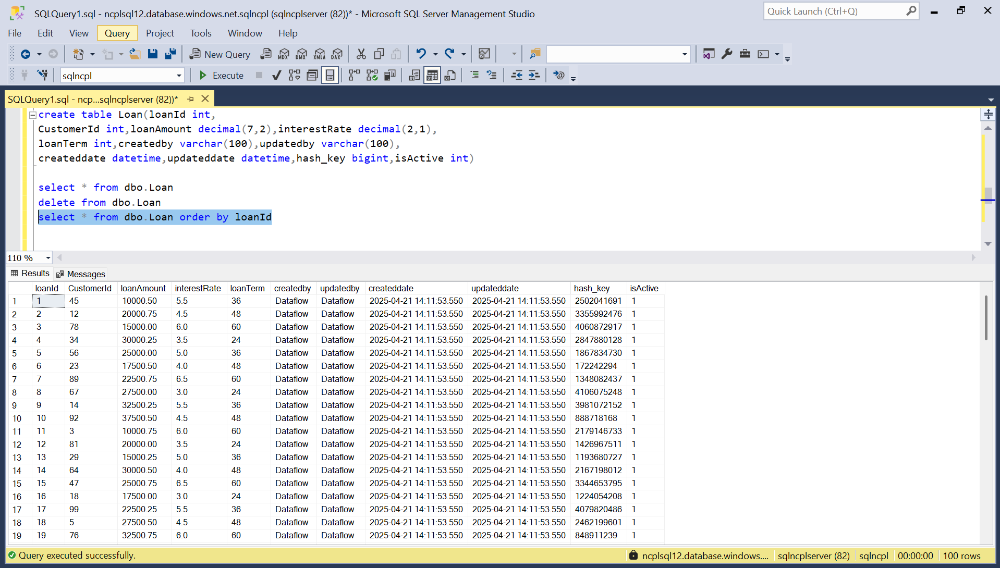 SQLQuery1.sql - ncplsql12.database.windows.net.sqlncpl (sqlncplserver (82))* - Microsoft SQL Server Management Studio
Quick Launch (Ctrl+Q)
File Edit View Query Project Tools Window Help
New Query MDX DMX XMLA DAX
sqlncpl Execute
SQLQuery1.sql - ncp...sqlncplserver (82))*
create table Loan(loanId int,
CustomerId int,loanAmount decimal(7,2),interestRate decimal(2,1),
loanTerm int,createdby varchar(100),updatedby varchar(100),
createddate datetime,updateddate datetime,hash_key bigint,isActive int)
select * from dbo.Loan
delete from dbo.Loan
select * from dbo.Loan order by loanId
110 %
Results Messages
loanId CustomerId loanAmount interestRate loanTerm createdby updatedby createddate updateddate hash_key isActive
1 1 45 10000.50 5.5 36 Dataflow Dataflow 2025-04-21 14:11:53.550 2025-04-21 14:11:53.550 2502041691 1
2 2 12 20000.75 4.5 48 Dataflow Dataflow 2025-04-21 14:11:53.550 2025-04-21 14:11:53.550 3355992476 1
3 3 78 15000.00 6.0 60 Dataflow Dataflow 2025-04-21 14:11:53.550 2025-04-21 14:11:53.550 4060872917 1
4 4 34 30000.25 3.5 24 Dataflow Dataflow 2025-04-21 14:11:53.550 2025-04-21 14:11:53.550 2847880128 1
5 5 56 25000.00 5.0 36 Dataflow Dataflow 2025-04-21 14:11:53.550 2025-04-21 14:11:53.550 1867834730 1
6 6 23 17500.50 4.0 48 Dataflow Dataflow 2025-04-21 14:11:53.550 2025-04-21 14:11:53.550 172242294 1
7 7 89 22500.75 6.5 60 Dataflow Dataflow 2025-04-21 14:11:53.550 2025-04-21 14:11:53.550 1348082437 1
8 8 67 27500.00 3.0 24 Dataflow Dataflow 2025-04-21 14:11:53.550 2025-04-21 14:11:53.550 4106075248 1
9 9 14 32500.25 5.5 36 Dataflow Dataflow 2025-04-21 14:11:53.550 2025-04-21 14:11:53.550 3981072152 1
10 10 92 37500.50 4.5 48 Dataflow Dataflow 2025-04-21 14:11:53.550 2025-04-21 14:11:53.550 888718168 1
11 11 3 10000.75 6.0 60 Dataflow Dataflow 2025-04-21 14:11:53.550 2025-04-21 14:11:53.550 2179146733 1
12 12 81 20000.00 3.5 24 Dataflow Dataflow 2025-04-21 14:11:53.550 2025-04-21 14:11:53.550 1426967511 1
13 13 29 15000.25 5.0 36 Dataflow Dataflow 2025-04-21 14:11:53.550 2025-04-21 14:11:53.550 1193680727 1
14 14 64 30000.50 4.0 48 Dataflow Dataflow 2025-04-21 14:11:53.550 2025-04-21 14:11:53.550 2167198012 1
15 15 47 25000.75 6.5 60 Dataflow Dataflow 2025-04-21 14:11:53.550 2025-04-21 14:11:53.550 3344653795 1
16 16 18 17500.00 3.0 24 Dataflow Dataflow 2025-04-21 14:11:53.550 2025-04-21 14:11:53.550 1224054208 1
17 17 99 22500.25 5.5 36 Dataflow Dataflow 2025-04-21 14:11:53.550 2025-04-21 14:11:53.550 4079820486 1
18 18 5 27500.50 4.5 48 Dataflow Dataflow 2025-04-21 14:11:53.550 2025-04-21 14:11:53.550 2462199601 1
19 19 76 32500.75 6.0 60 Dataflow Dataflow 2025-04-21 14:11:53.550 2025-04-21 14:11:53.550 848911239 1
Query executed successfully. ncplsql12.database.windows.... sqlncplserver (82) sqlncpl 00:00:00 100 rows